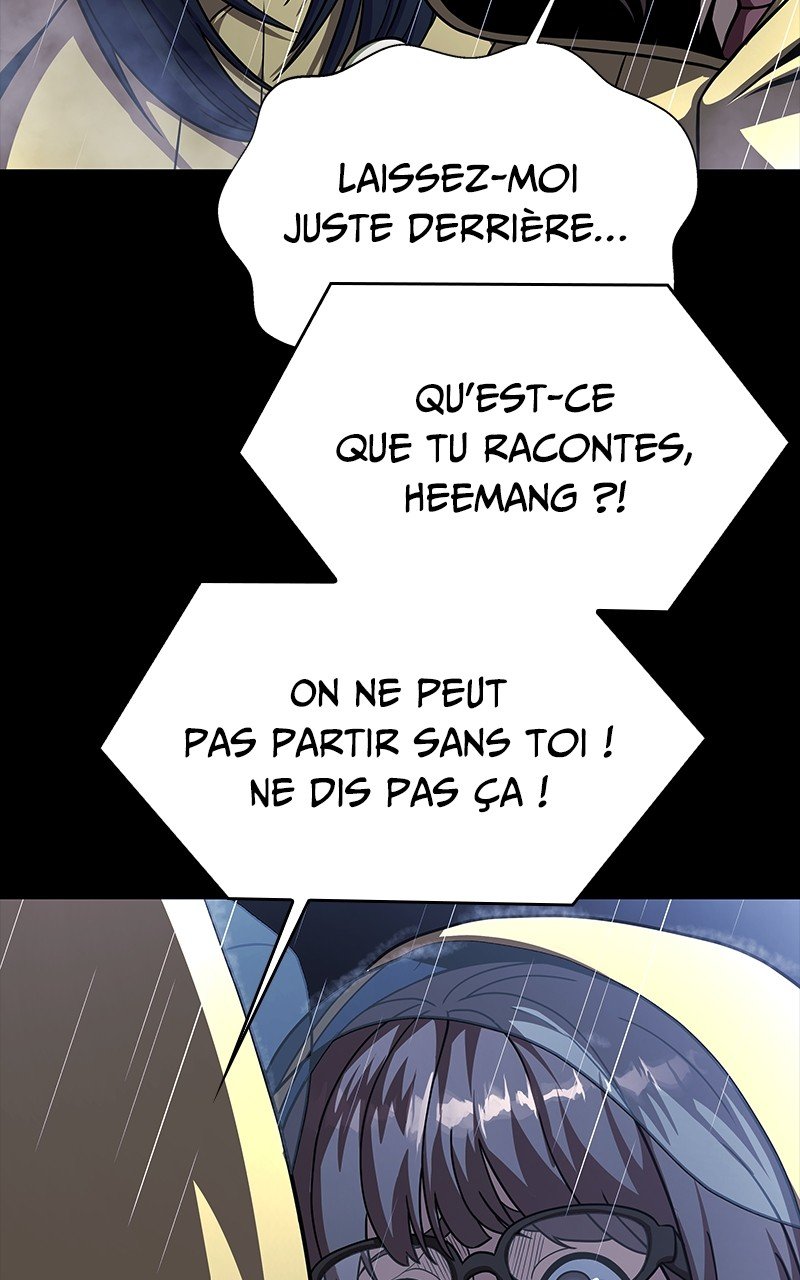 LAISSEZ-MOI
JUSTE DERRIÈRE...
QU'EST-CE
QUE TU RACONTES,
HEEMANG ?!
ON NE PEUT
PAS PARTIR SANS TOI !
NE DIS PAS ÇA !